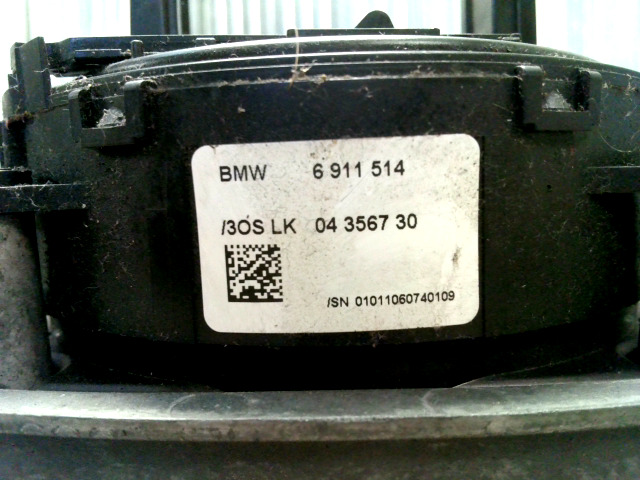 BMW 6 911 514
/3OS LK 04 3567 30
/SN 01011060740109